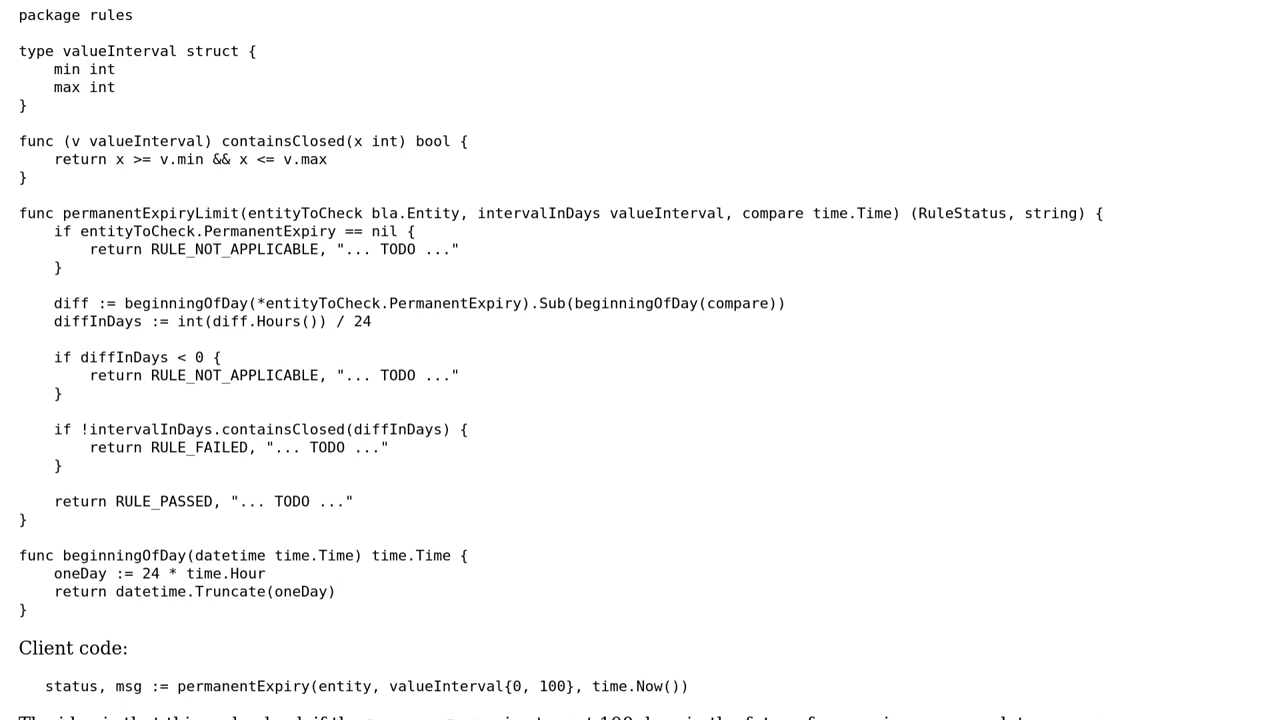 package rules
type valueInterval struct {
min int
max int
}
func (v valueInterval) containsClosed(x int) bool {
return x >= v.min && x <= v.max
}
func permanentExpiryLimit(entityToCheck bla.Entity, intervalInDays valueInterval, compare time.Time) (RuleStatus, string) {
if entityToCheck.PermanentExpiry == nil {
return RULE_NOT_APPLICABLE, "... TODO ..."
}
diff := beginningOfDay(*entityToCheck.PermanentExpiry).Sub(beginningOfDay(compare))
diffInDays := int(diff.Hours()) / 24
if diffInDays < 0 {
return RULE_NOT_APPLICABLE, "... TODO ..."
}
if !intervalInDays.containsClosed(diffInDays) {
return RULE_FAILED, "... TODO ..."
}
return RULE_PASSED, "... TODO ..."
}
func beginningOfDay(datetime time.Time) time.Time {
oneDay := 24 * time.Hour
return datetime.Truncate(oneDay)
}
Client code:
status, msg := permanentExpiry(entity, valueInterval{0, 100}, time.Now())